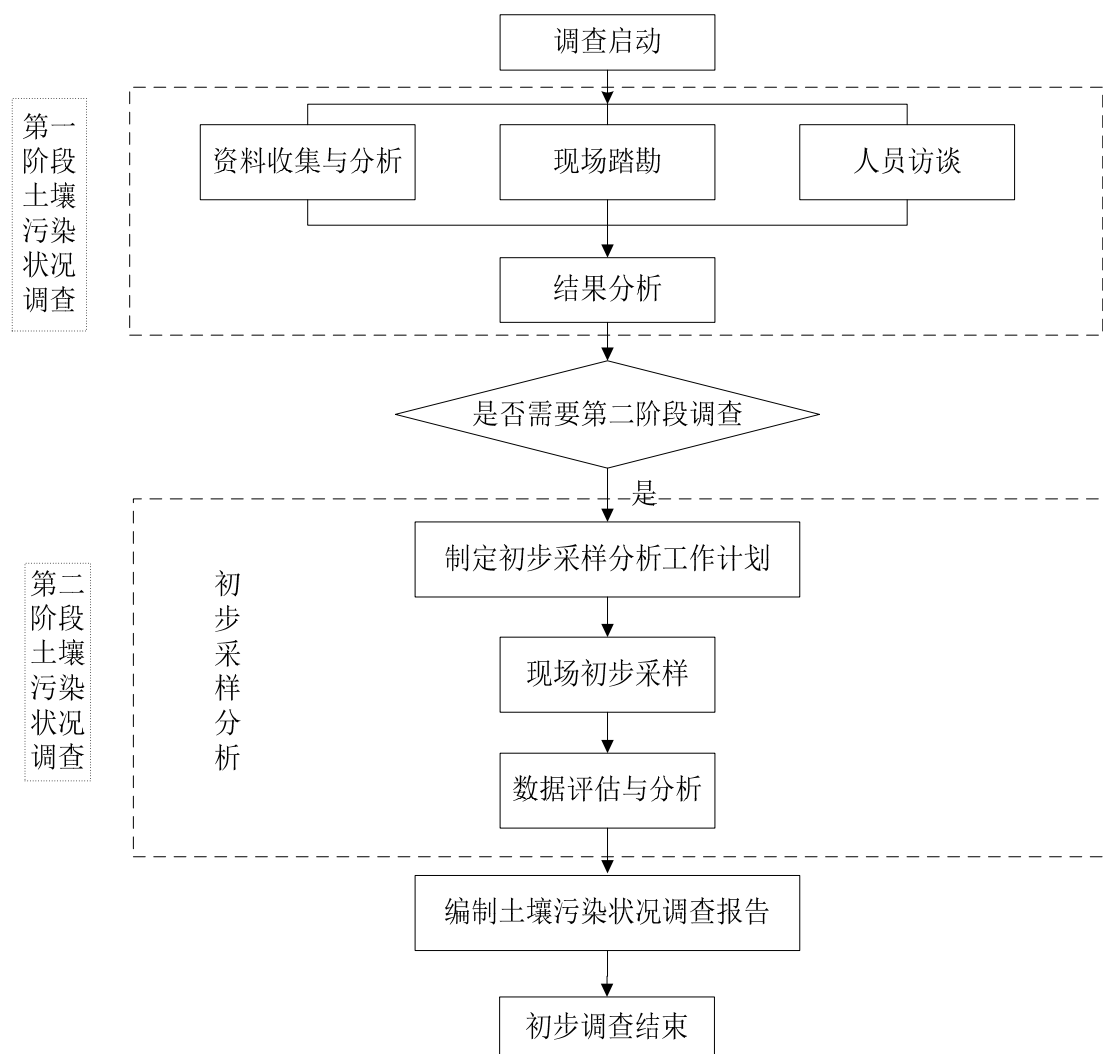 调查启动
第一
阶段
土壤
污染
状况
调查
资料收集与分析
现场踏勘
人员访谈
结果分析
是否需要第二阶段调查
是
第二
阶段
土壤
污染
状况
调查
初
步
采
样
分
析
制定初步采样分析工作计划
现场初步采样
数据评估与分析
编制土壤污染状况调查报告
初步调查结束